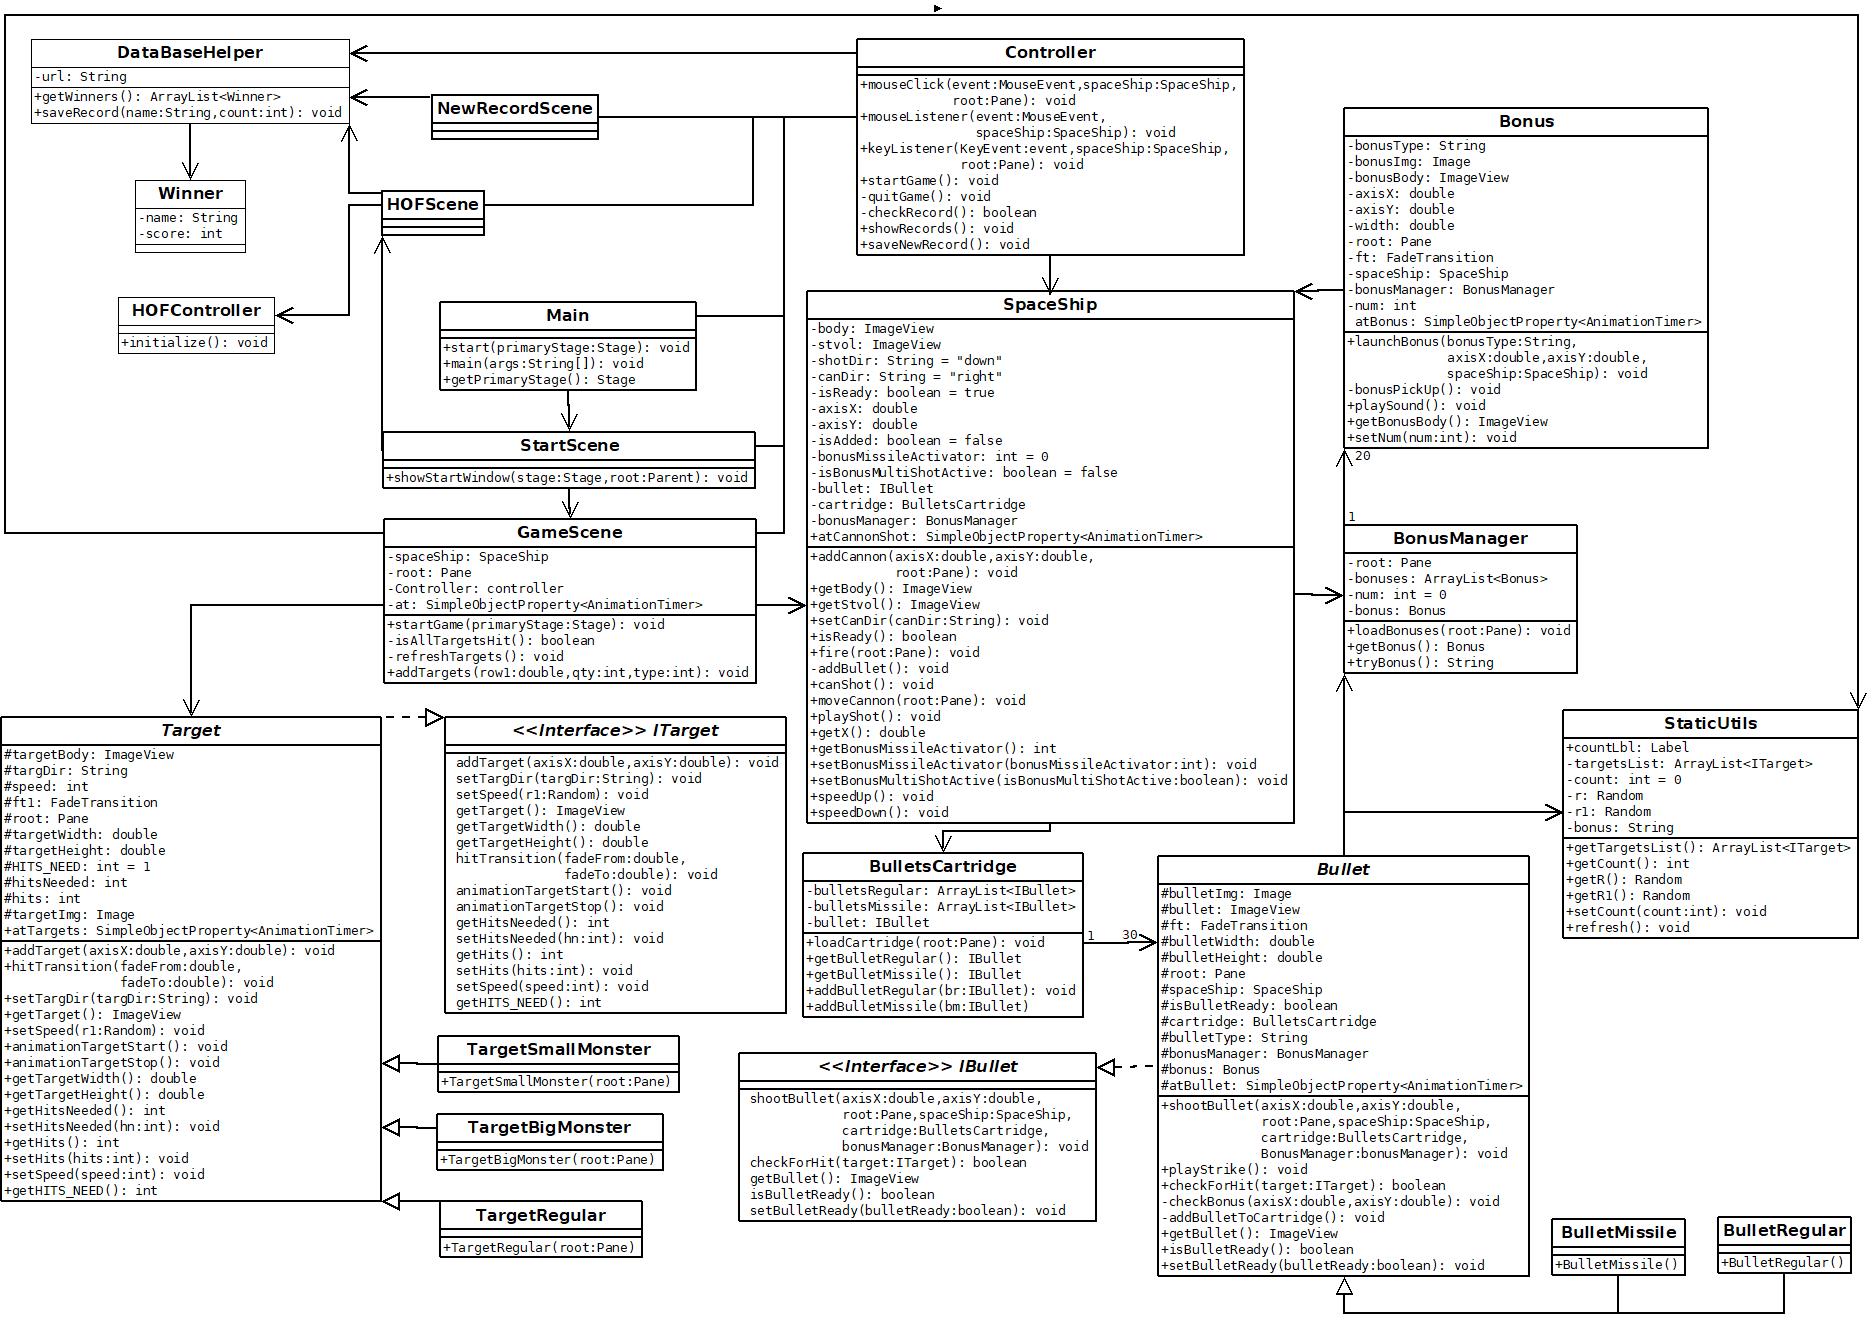 DataBaseHelper
-url: String
+getWinners(): ArrayList<Winner>
+saveRecord(name:String,count:int): void
NewRecordScene
Winner
-name: String
-score: int
HOFScene
HOFController
+initialize(): void
Main
+start(primaryStage:Stage): void
+main(args:String[]): void
+getPrimaryStage(): Stage
StartScene
+showStartWindow(stage:Stage,root:Parent): void
GameScene
-spaceShip: SpaceShip
-root: Pane
-Controller: controller
-at: SimpleObjectProperty<AnimationTimer>
+startGame(primaryStage:Stage): void
-isAllTargetsHit(): boolean
-refreshTargets(): void
+addTargets(row1:double,qty:int,type:int): void
Controller
+mouseClick(event:MouseEvent,spaceShip:SpaceShip,
root:Pane): void
+mouseListener(event:MouseEvent,
spaceShip:SpaceShip): void
+keyListener(KeyEvent:event,spaceShip:SpaceShip,
root:Pane): void
+startGame(): void
-quitGame(): void
-checkRecord(): boolean
+showRecords(): void
+saveNewRecord(): void
SpaceShip
-body: ImageView
-stvol: ImageView
-shotDir: String = "down"
-canDir: String = "right"
-isReady: boolean = true
-axisX: double
-axisY: double
-isAdded: boolean = false
-bonusMissileActivator: int = 0
-isBonusMultiShotActive: boolean = false
-bullet: IBullet
-cartridge: BulletsCartridge
-bonusManager: BonusManager
+atCannonShot: SimpleObjectProperty<AnimationTimer>
+addCannon(axisX:double,axisY:double,
root:Pane): void
+getBody(): ImageView
+getStvol(): ImageView
+setCanDir(canDir:String): void
+isReady(): boolean
+fire(root:Pane): void
-addBullet(): void
+canShot(): void
+moveCannon(root:Pane): void
+playShot(): void
+getX(): double
+getBonusMissileActivator(): int
+setBonusMissileActivator(bonusMissileActivator:int): void
+setBonusMultiShotActive(isBonusMultiShotActive:boolean): void
+speedUp(): void
+speedDown(): void
Bonus
-bonusType: String
-bonusImg: Image
-bonusBody: ImageView
-axisX: double
-axisY: double
-width: double
-root: Pane
-ft: FadeTransition
-spaceShip: SpaceShip
-bonusManager: BonusManager
-num: int
atBonus: SimpleObjectProperty<AnimationTimer>
+launchBonus(bonusType:String,
axisX:double,axisY:double,
spaceShip:SpaceShip): void
-bonusPickUp(): void
+playSound(): void
+getBonusBody(): ImageView
+setNum(num:int): void
20
1
BonusManager
-root: Pane
-bonuses: ArrayList<Bonus>
-num: int = 0
-bonus: Bonus
+loadBonuses(root:Pane): void
+getBonus(): Bonus
+tryBonus(): String
StaticUtils
+countLbl: Label
-targetsList: ArrayList<ITarget>
-count: int = 0
-r: Random
-r1: Random
-bonus: String
+getTargetsList(): ArrayList<ITarget>
+getCount(): int
+getR(): Random
+getR1(): Random
+setCount(count:int): void
+refresh(): void
Target
#targetBody: ImageView
#targDir: String
#speed: int
#ft1: FadeTransition
#root: Pane
#targetWidth: double
#targetHeight: double
#HITS_NEED: int = 1
#hitsNeeded: int
#hits: int
#targetImg: Image
+atTargets: SimpleObjectProperty<AnimationTimer>
+addTarget(axisX:double,axisY:double): void
+hitTransition(fadeFrom:double,
fadeTo:double): void
+setTargDir(targDir:String): void
+getTarget(): ImageView
+setSpeed(r1:Random): void
+animationTargetStart(): void
+animationTargetStop(): void
+getTargetWidth(): double
+getTargetHeight(): double
+getHitsNeeded(): int
+setHitsNeeded(hn:int): void
+getHits(): int
+setHits(hits:int): void
+setSpeed(speed:int): void
+getHITS_NEED(): int
<<Interface>> ITarget
addTarget(axisX:double,axisY:double): void
setTargDir(targDir:String): void
setSpeed(r1:Random): void
getTarget(): ImageView
getTargetWidth(): double
getTargetHeight(): double
hitTransition(fadeFrom:double,
fadeTo:double): void
animationTargetStart(): void
animationTargetStop(): void
getHitsNeeded(): int
setHitsNeeded(hn:int): void
getHits(): int
setHits(hits:int): void
setSpeed(speed:int): void
getHITS_NEED(): int
TargetSmallMonster
+TargetSmallMonster(root:Pane)
TargetBigMonster
+TargetBigMonster(root:Pane)
TargetRegular
+TargetRegular(root:Pane)
BulletsCartridge
-bulletsRegular: ArrayList<IBullet>
-bulletsMissile: ArrayList<IBullet>
-bullet: IBullet
+loadCartridge(root:Pane): void
+getBulletRegular(): IBullet
+getBulletMissile(): IBullet
+addBulletRegular(br:IBullet): void
+addBulletMissile(bm:IBullet)
1
30
<<Interface>> IBullet
shootBullet(axisX:double,axisY:double,
root:Pane,spaceShip:SpaceShip,
cartridge:BulletsCartridge,
bonusManager:BonusManager): void
checkForHit(target:ITarget): boolean
getBullet(): ImageView
isBulletReady(): boolean
setBulletReady(bulletReady:boolean): void
Bullet
#bulletImg: Image
#bullet: ImageView
#ft: FadeTransition
#bulletWidth: double
#bulletHeight: double
#root: Pane
#spaceShip: SpaceShip
#isBulletReady: boolean
#cartridge: BulletsCartridge
#bulletType: String
#bonusManager: BonusManager
#bonus: Bonus
#atBullet: SimpleObjectProperty<AnimationTimer>
+shootBullet(axisX:double,axisY:double,
root:Pane,spaceShip:SpaceShip,
cartridge:BulletsCartridge,
BonusManager:bonusManager): void
+playStrike(): void
+checkForHit(target:ITarget): boolean
-checkBonus(axisX:double,axisY:double): void
-addBulletToCartridge(): void
+getBullet(): ImageView
+isBulletReady(): boolean
+setBulletReady(bulletReady:boolean): void
BulletMissile
+BulletMissile()
BulletRegular
+BulletRegular()